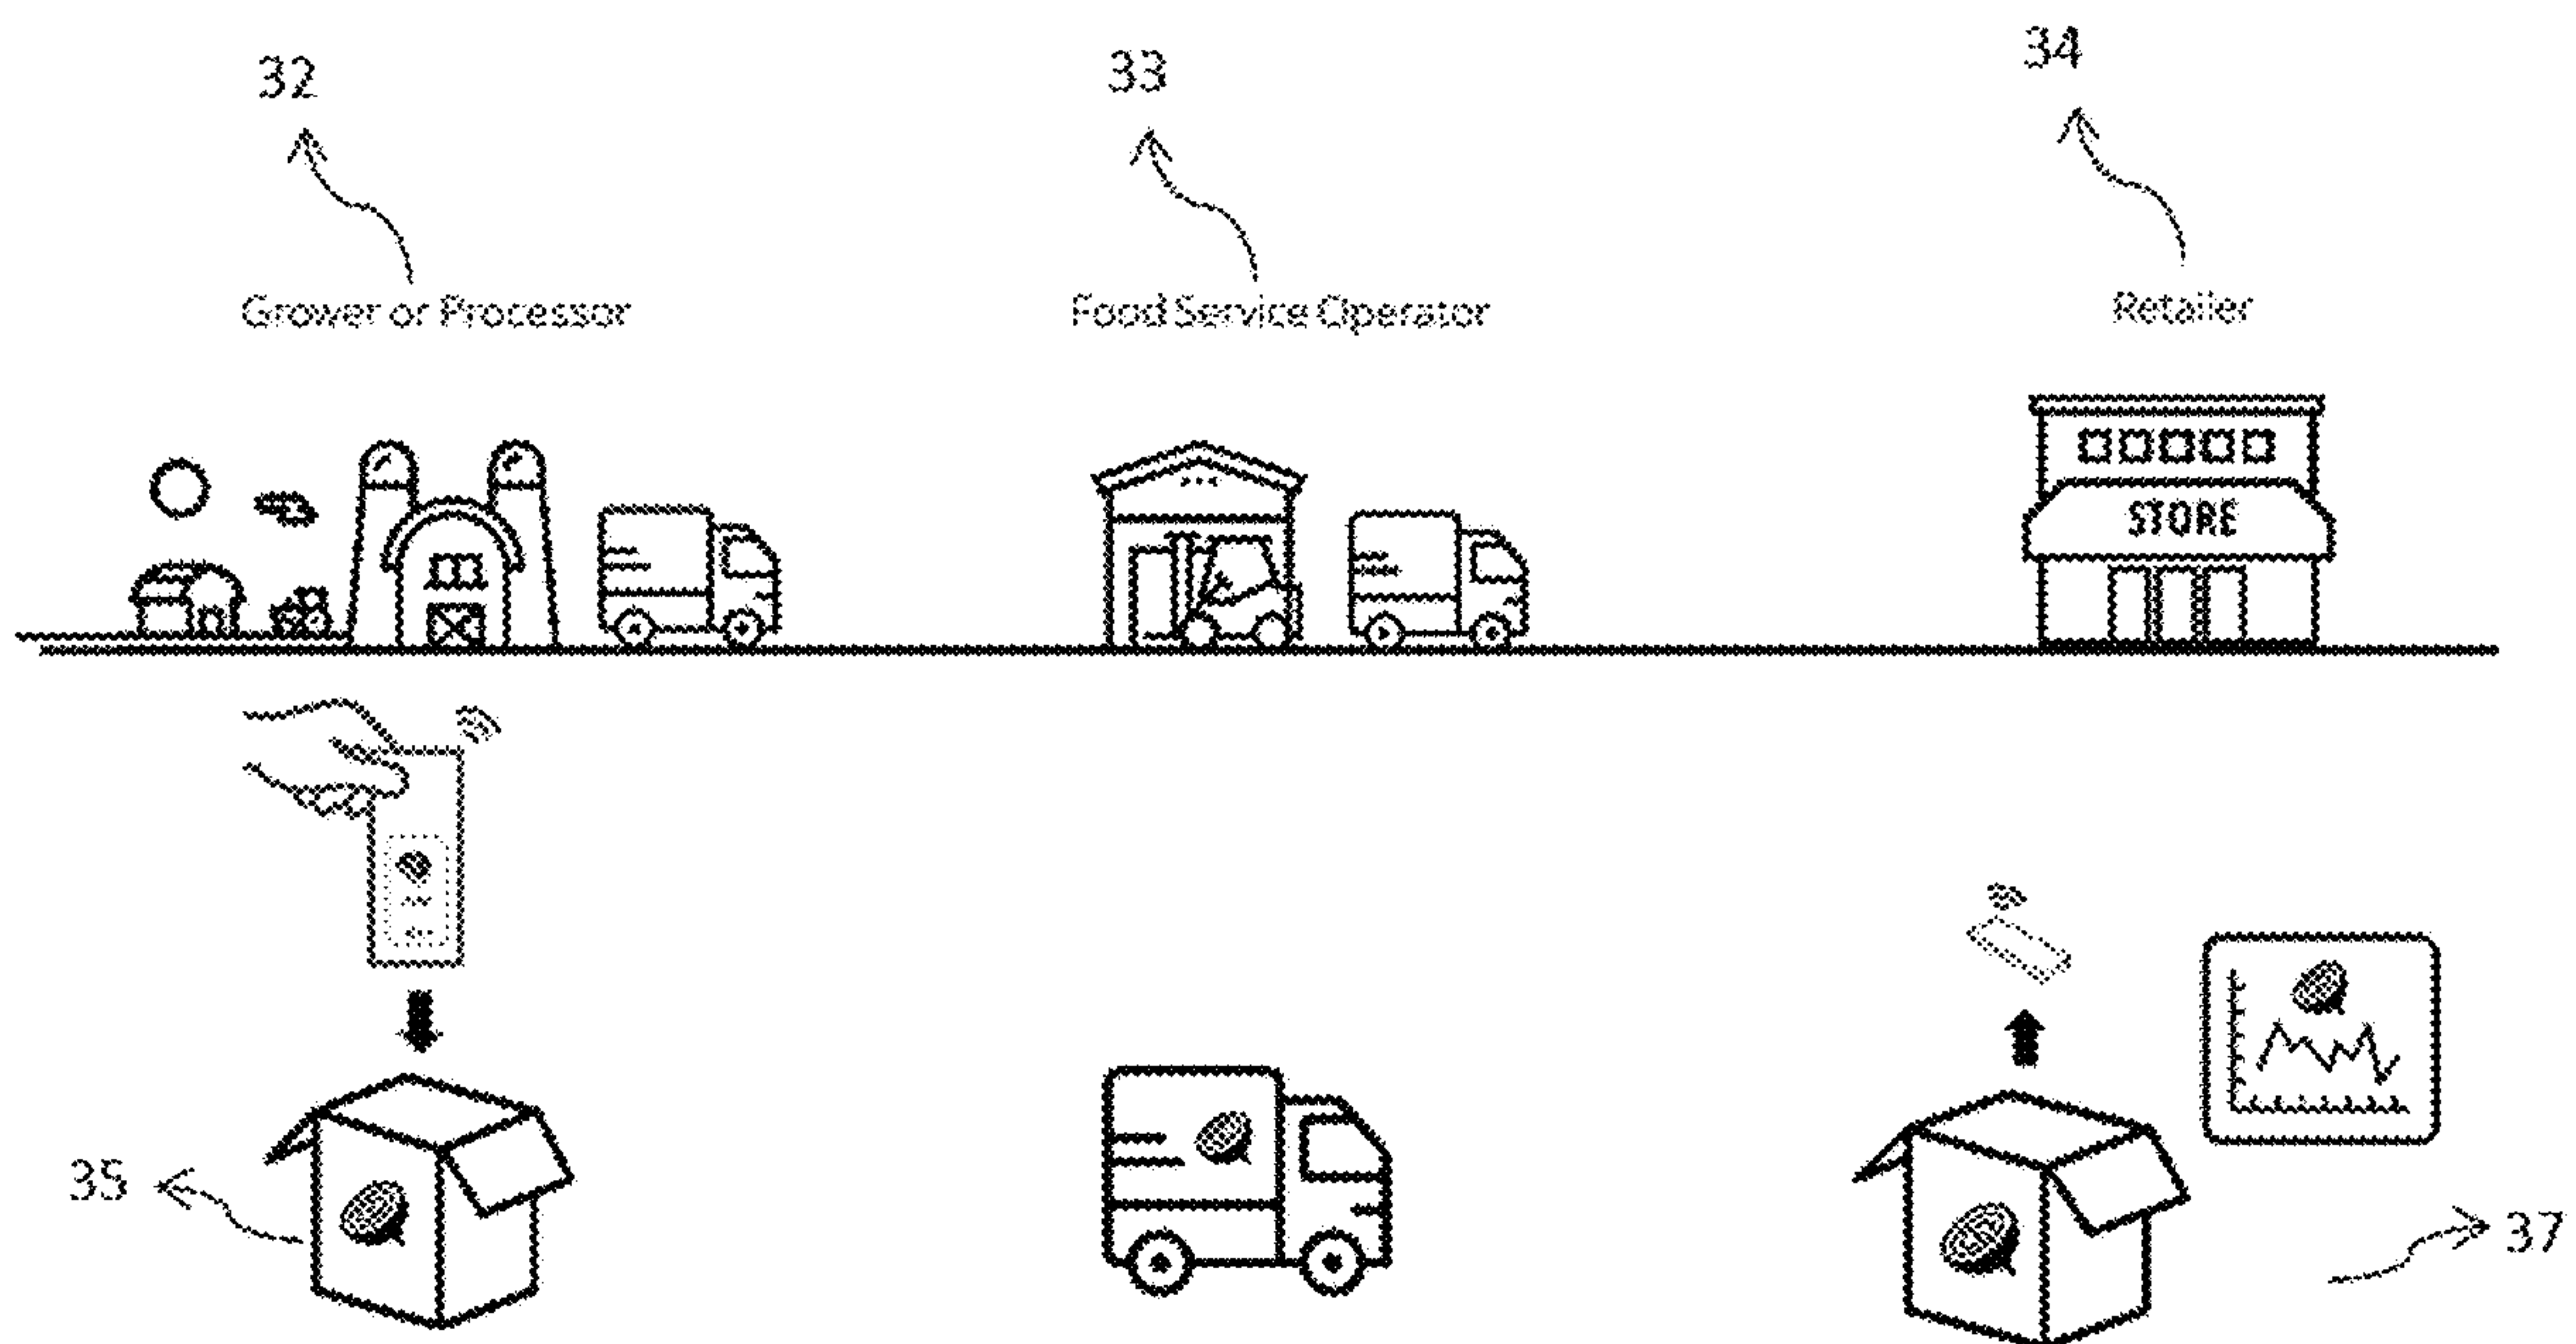 32
33
34
Grower or Processor
Food Service Operator
Retailer
STORE
35
37